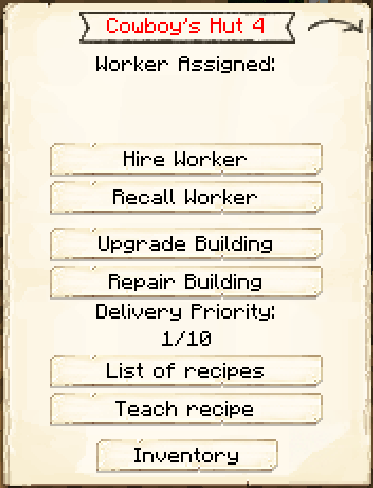 Cowboy's Hut 4
Worker Assigned:
Hire Worker
Recall Worker
Upgrade Building
Repair Building
Delivery Priority:
1/10
List of recipes
Teach recipe
Inventory